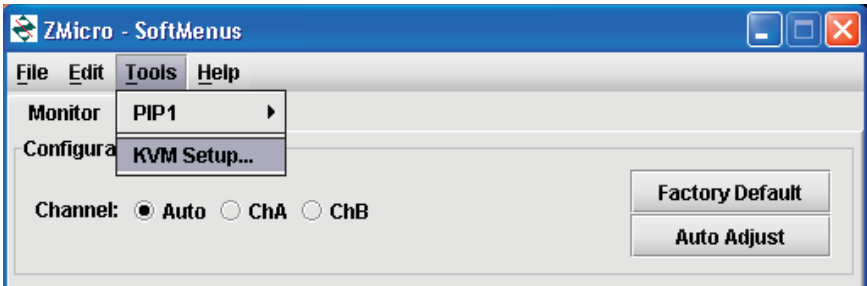 ZMicro - SoftMenus
File Edit Tools Help
Monitor PIP1
Configura KVM Setup...
Channel: Auto ChA ChB
Factory Default
Auto Adjust